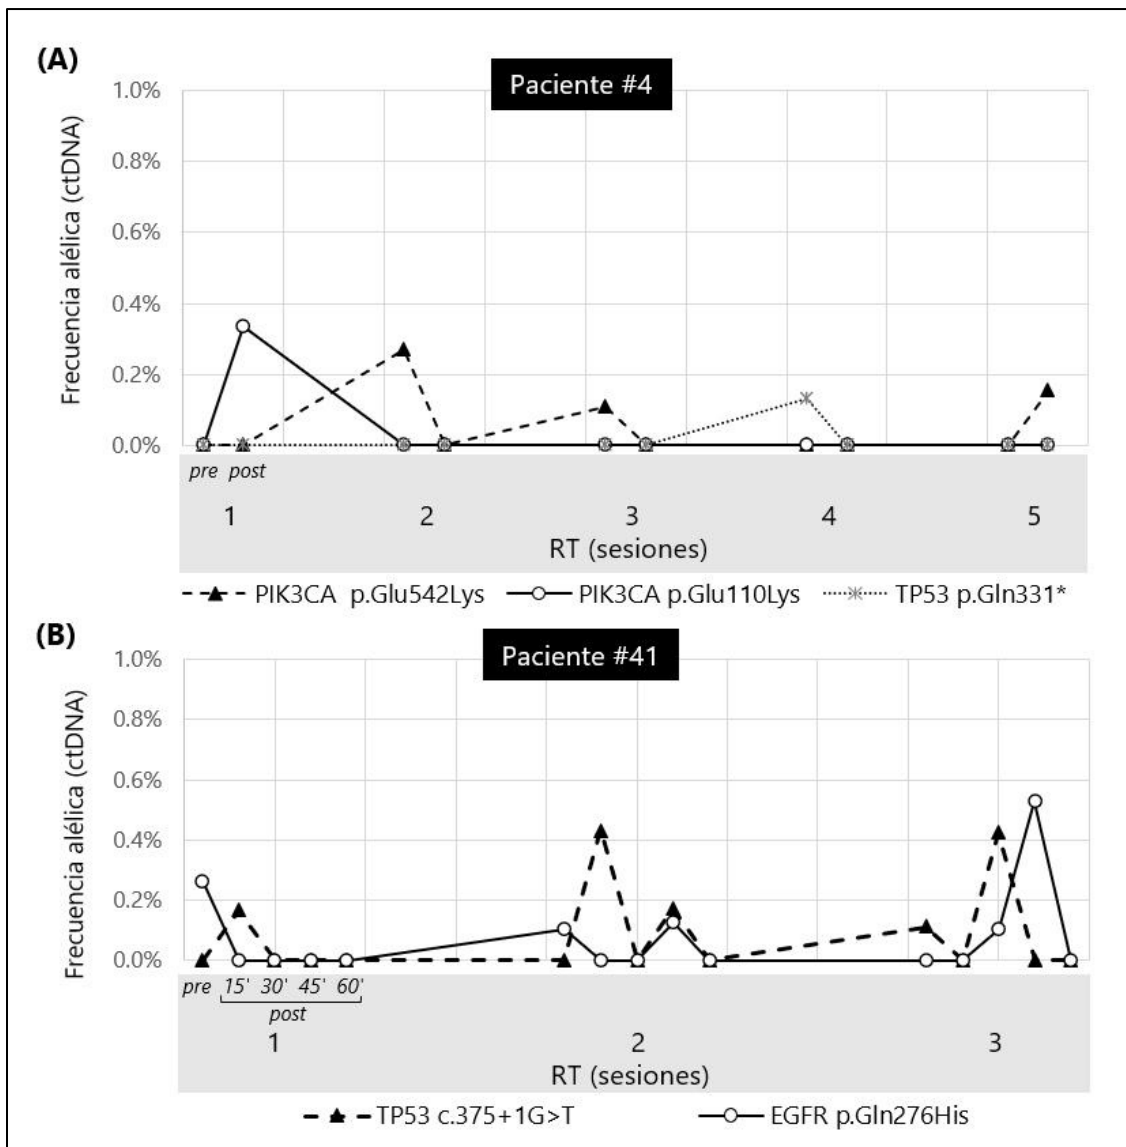 (A)
Paciente #4
Frecuencia alélica (ctDNA)
1.0%
0.8%
0.6%
0.4%
0.2%
0.0%
pre post
1 2 3 4 5
RT (sesiones)
PIK3CA p.Glu542Lys PIK3CA p.Glu110Lys TP53 p.Gln331*
(B)
Paciente #41
Frecuencia alélica (ctDNA)
1.0%
0.8%
0.6%
0.4%
0.2%
0.0%
pre 15' 30' 45' 60'
post
1 2 3
RT (sesiones)
TP53 c.375+1G>T EGFR p.Gln276His